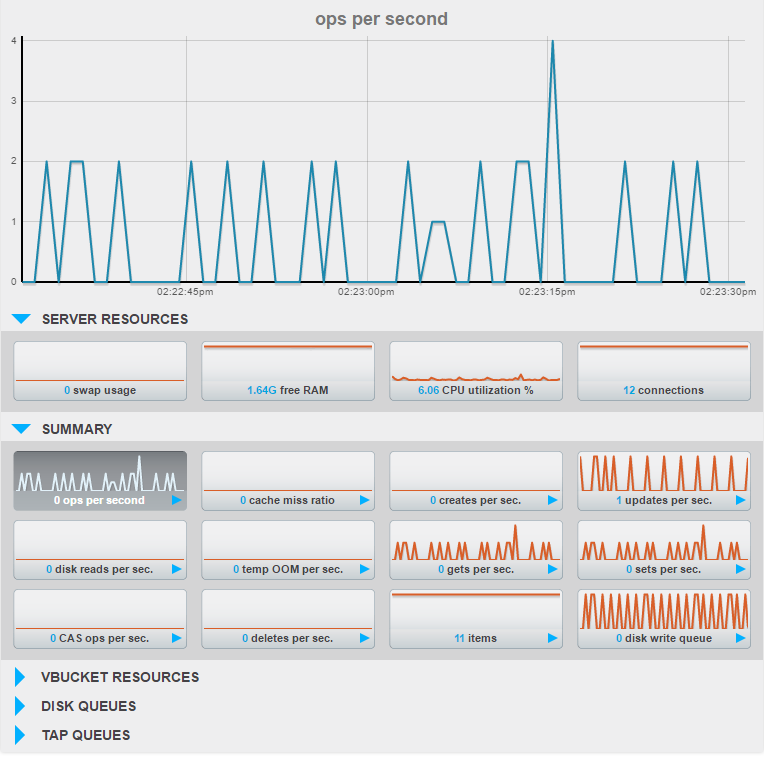 ops per second
4
3
2
1
0
02:22:45pm 02:23:00pm 02:23:15pm 02:23:30pm
SERVER RESOURCES
0 swap usage 1.64G free RAM 6.06 CPU utilization % 12 connections
SUMMARY
0 ops per second 0 cache miss ratio 0 creates per sec. 1 updates per sec.
0 disk reads per sec. 0 temp OOM per sec. 0 gets per sec. 0 sets per sec.
0 CAS ops per sec. 0 deletes per sec. 11 items 0 disk write queue
VBUCKET RESOURCES
DISK QUEUES
TAP QUEUES